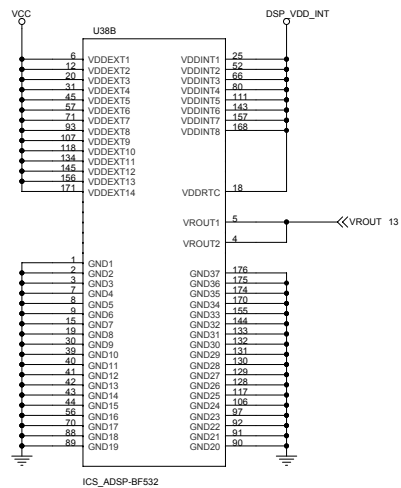 VCC
DSP_VDD_INT
U38B
6 VDDEXT1 VDDINT1 25
12 VDDEXT2 VDDINT2 52
20 VDDEXT3 VDDINT3 66
31 VDDEXT4 VDDINT4 80
45 VDDEXT5 VDDINT5 111
57 VDDEXT6 VDDINT6 143
71 VDDEXT7 VDDINT7 157
93 VDDEXT8 VDDINT8 168
107 VDDEXT9
118 VDDEXT10
134 VDDEXT11
145 VDDEXT12
156 VDDEXT13
171 VDDEXT14 VDDRTC 18
VROUT1 5 VROUT 13
VROUT2 4
1 GND1
2 GND2 GND37 176
3 GND3 GND36 175
7 GND4 GND35 174
8 GND5 GND34 170
9 GND6 GND33 155
15 GND7 GND32 144
19 GND8 GND31 133
30 GND9 GND30 132
39 GND10 GND29 131
40 GND11 GND28 130
41 GND12 GND27 129
42 GND13 GND26 128
43 GND14 GND25 117
44 GND15 GND24 106
56 GND16 GND23 97
70 GND17 GND22 92
88 GND18 GND21 91
89 GND19 GND20 90
ICS_ADSP-BF532